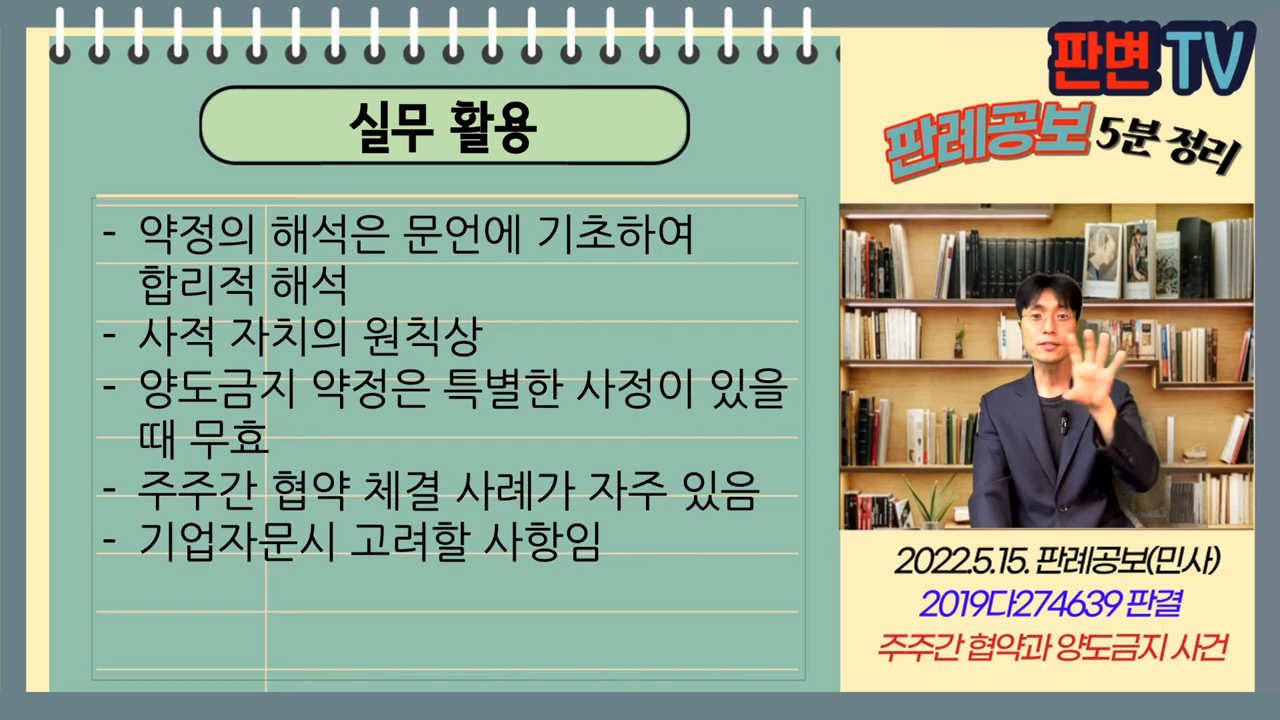 실무 활용
- 약정의 해석은 문언에 기초하여
합리적 해석
- 사적 자치의 원칙상
- 양도금지 약정은 특별한 사정이 있을
때 무효
- 주주간 협약 체결 사례가 자주 있음
- 기업자문시 고려할 사항임
판변 TV
판례공보 5분 정리
2022.5.15. 판례공보(민사)
2019다274639 판결
주주간 협약과 양도금지 사건